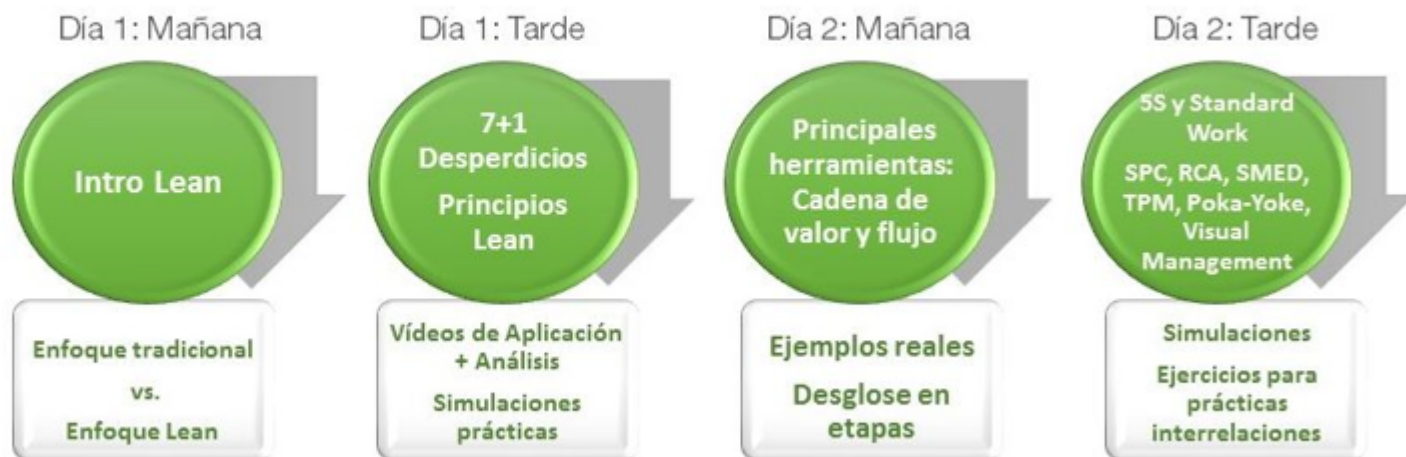 Día 1: Mañana
Intro Lean
Enfoque tradicional
vs.
Enfoque Lean
Día 1: Tarde
7+1
Desperdicios
Principios
Lean
Vídeos de Aplicación
+ Análisis
Simulaciones
prácticas
Día 2: Mañana
Principales
herramientas:
Cadena de
valor y flujo
Ejemplos reales
Desglose en
etapas
Día 2: Tarde
5S y Standard
Work
SPC, RCA, SMED,
TPM, Poka-Yoke,
Visual
Management
Simulaciones
Ejercicios para
prácticas
interrelaciones